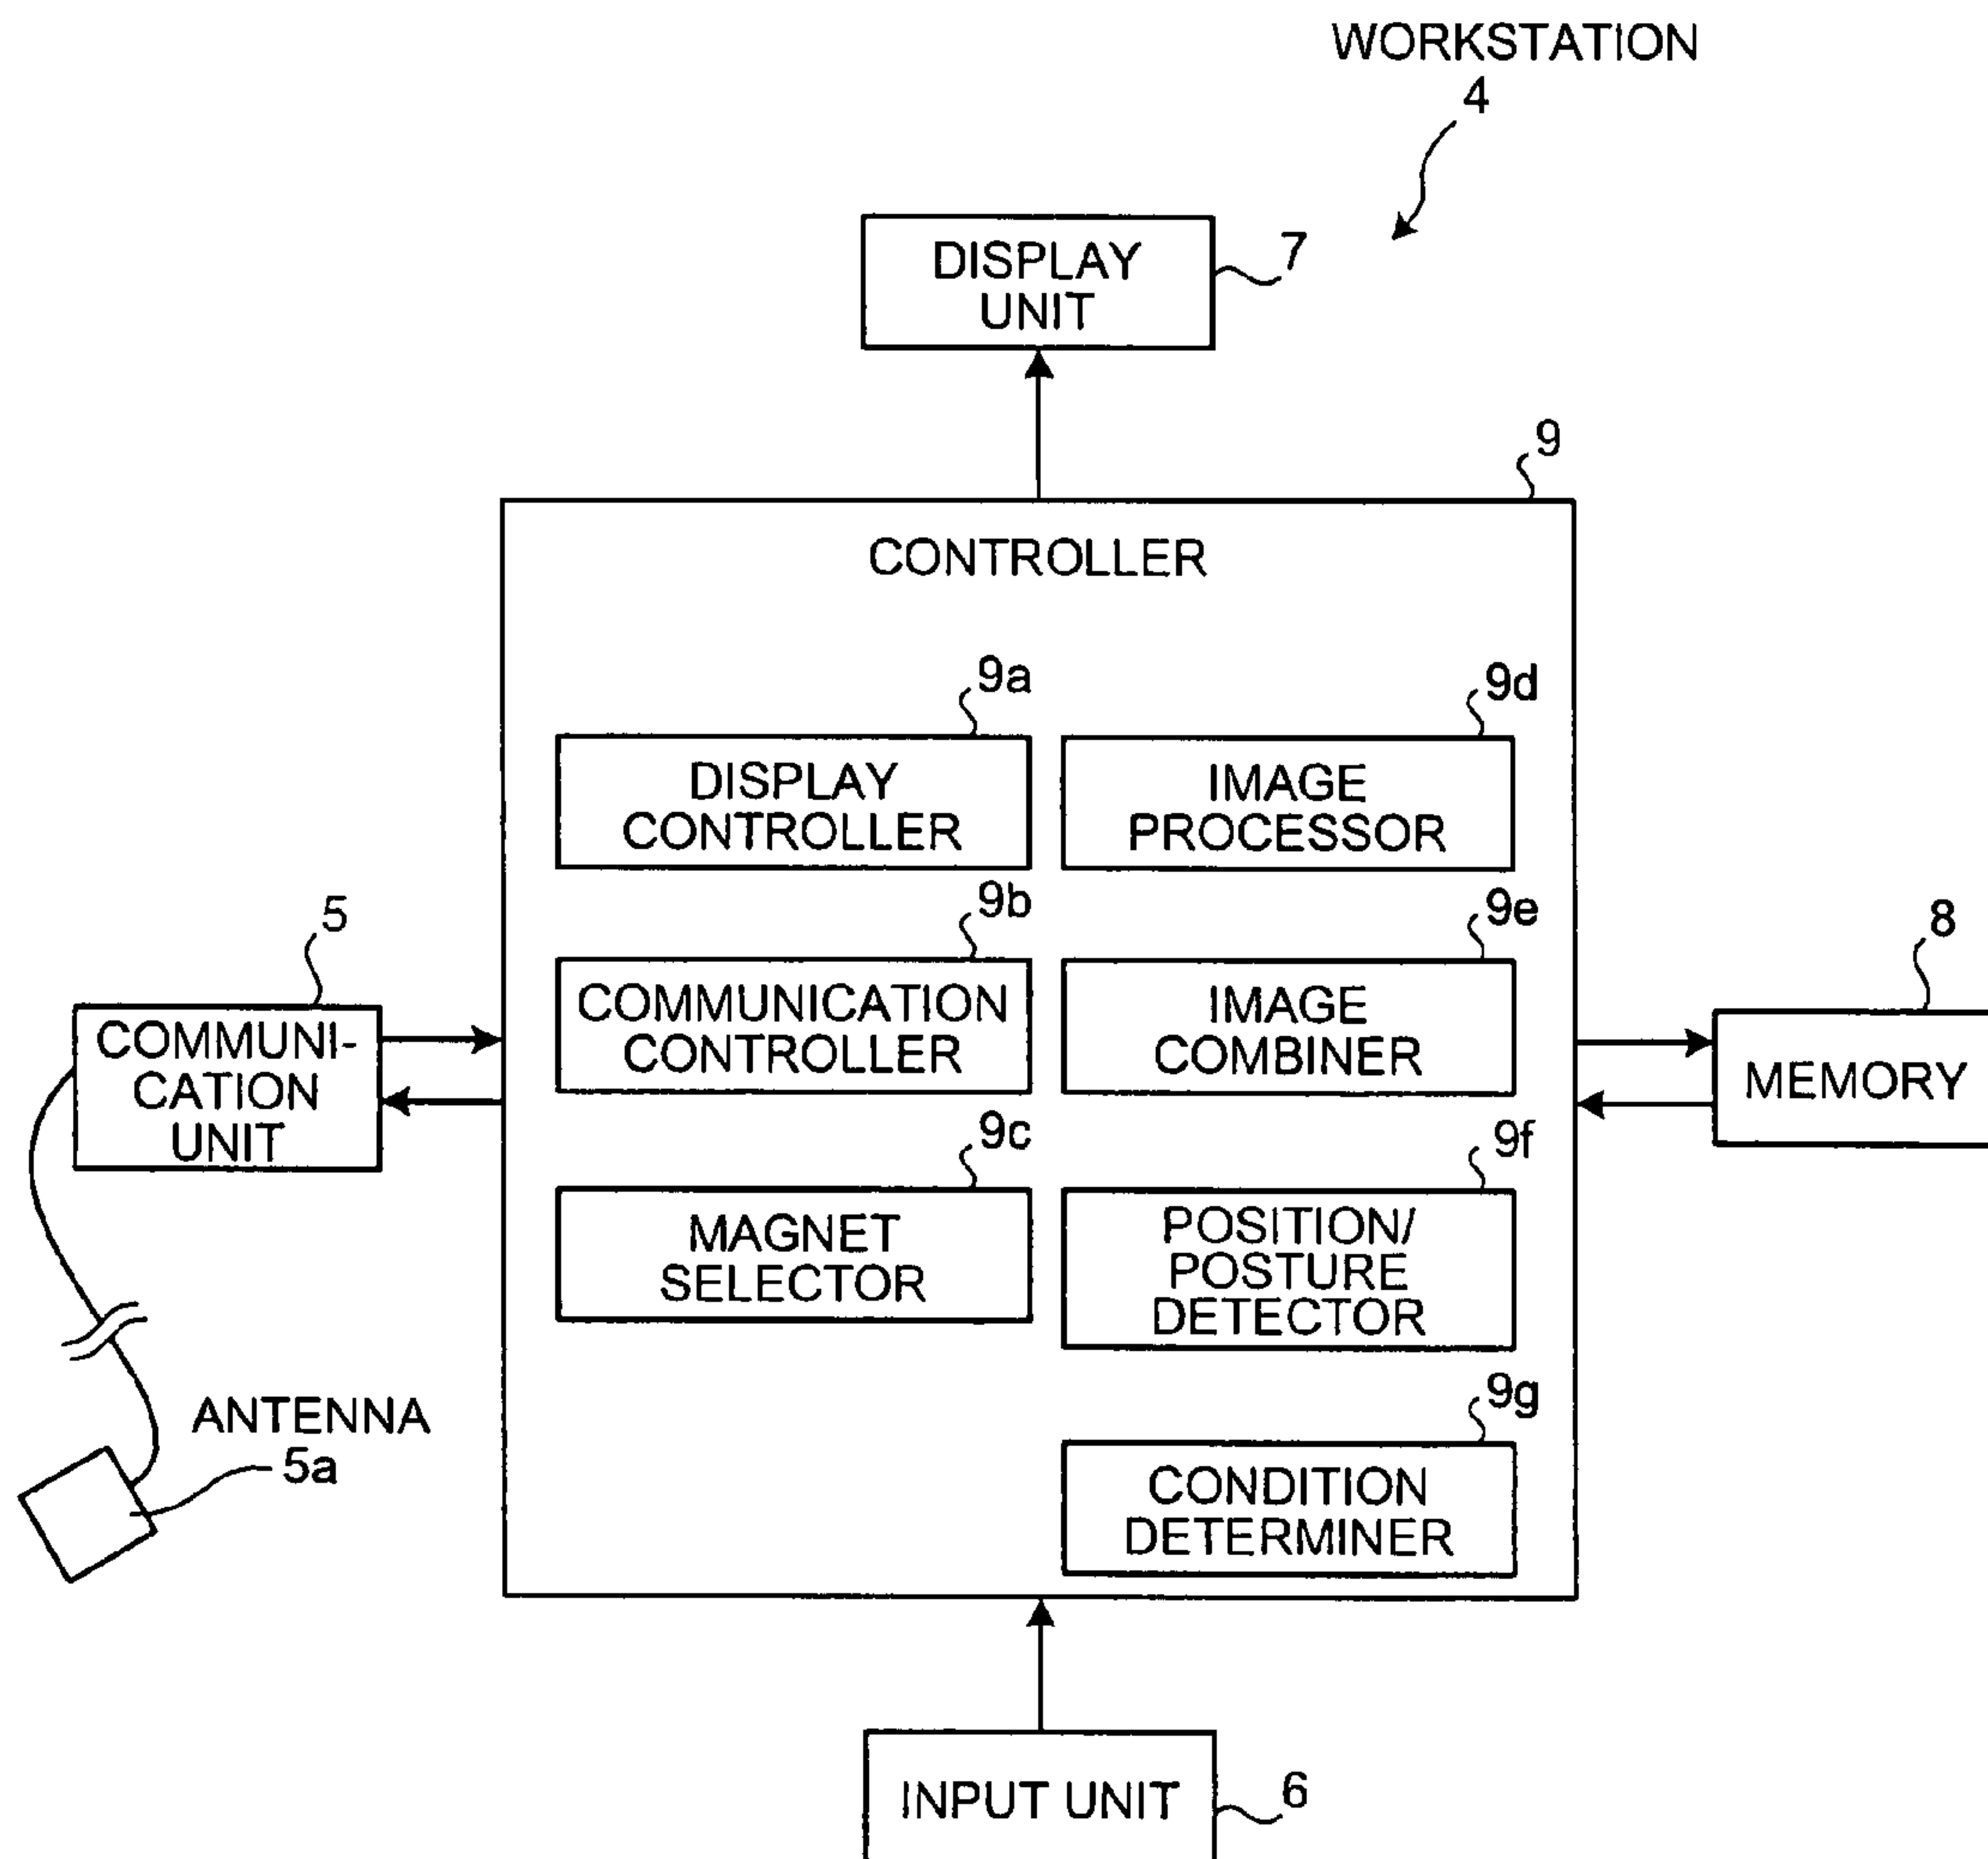 WORKSTATION
4
DISPLAY
UNIT
7
9
CONTROLLER
9a
9d
DISPLAY
CONTROLLER
IMAGE
PROCESSOR
9b
9e
COMMUNICATION
CONTROLLER
IMAGE
COMBINER
5
COMMUNI-
CATION
UNIT
8
MEMORY
9c
9f
MAGNET
SELECTOR
POSITION/
POSTURE
DETECTOR
9g
CONDITION
DETERMINER
ANTENNA
5a
INPUT UNIT
6